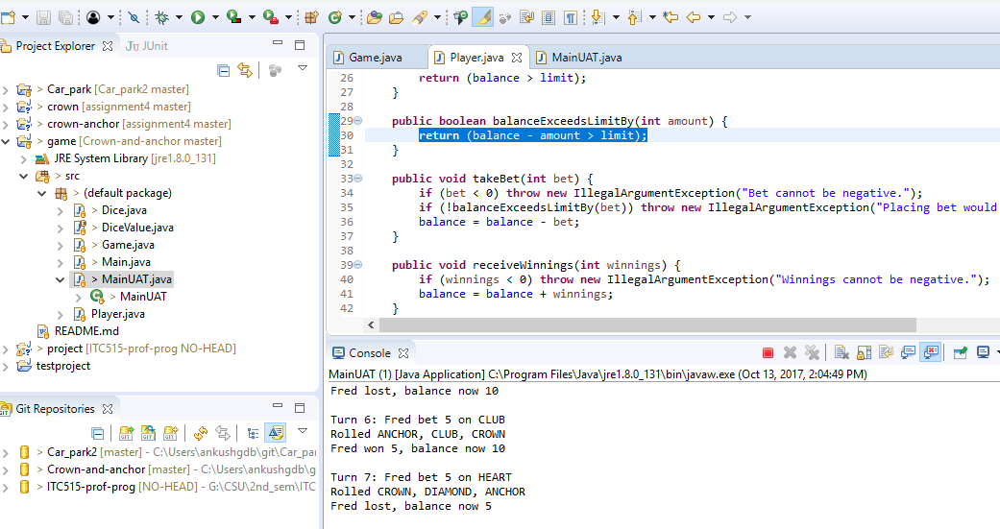 Project Explorer
JUnit
> Car_park [Car_park2 master]
> crown [assignment4 master]
> crown-anchor [assignment4 master]
> game [Crown-and-anchor master]
JRE System Library [jre1.8.0_131]
> src
> (default package)
> Dice.java
> DiceValue.java
> Game.java
> Main.java
> MainUAT.java
> MainUAT
Player.java
README.md
> project [ITC515-prof-prog NO-HEAD]
testproject
Git Repositories
> Car_park2 [master] - C:\Users\ankushgdb\git\Car_pa
> Crown-and-anchor [master] - C:\Users\ankushgdb\g
> ITC515-prof-prog [NO-HEAD] - G:\CSU\2nd_sem\ITC
Game.java
Player.java
MainUAT.java
26 return (balance > limit);
27 }
28
29 public boolean balanceExceedsLimitBy(int amount) {
30 return (balance - amount > limit);
31 }
32
33 public void takeBet(int bet) {
34 if (bet < 0) throw new IllegalArgumentException("Bet cannot be negative.");
35 if (!balanceExceedsLimitBy(bet)) throw new IllegalArgumentException("Placing bet would
36 balance = balance - bet;
37 }
38
39 public void receiveWinnings(int winnings) {
40 if (winnings < 0) throw new IllegalArgumentException("Winnings cannot be negative.");
41 balance = balance + winnings;
42 }
Console
MainUAT (1) [Java Application] C:\Program Files\Java\jre1.8.0_131\bin\javaw.exe (Oct 13, 2017, 2:04:49 PM)
Fred lost, balance now 10
Turn 6: Fred bet 5 on CLUB
Rolled ANCHOR, CLUB, CROWN
Fred won 5, balance now 10
Turn 7: Fred bet 5 on HEART
Rolled CROWN, DIAMOND, ANCHOR
Fred lost, balance now 5